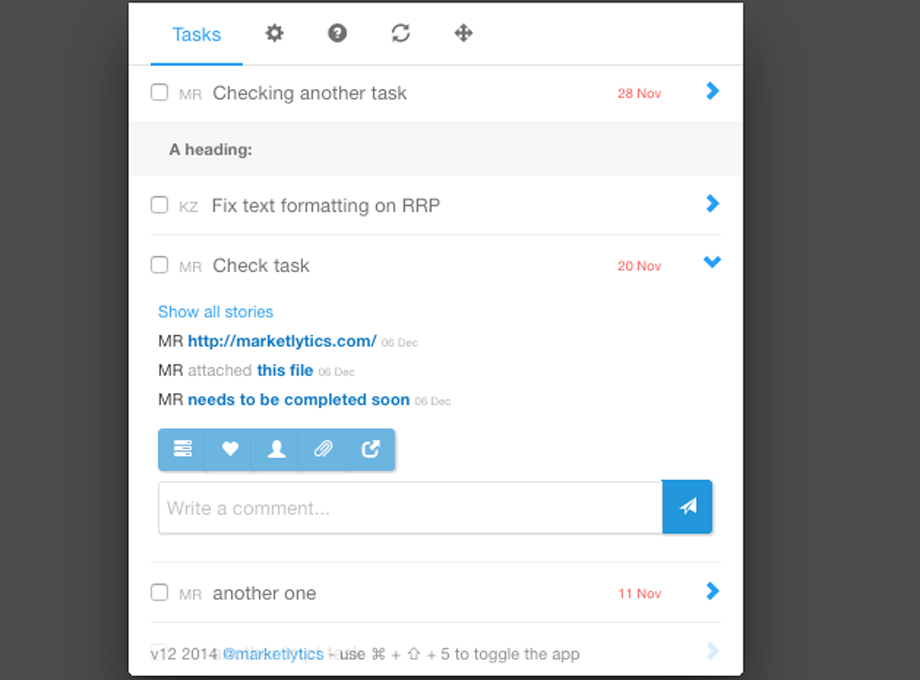 Tasks
MR Checking another task 28 Nov
A heading:
KZ Fix text formatting on RRP
MR Check task 20 Nov
Show all stories
MR http://marketlytics.com/ 06 Dec
MR attached this file 06 Dec
MR needs to be completed soon 06 Dec
Write a comment...
MR another one 11 Nov
v12 2014 @marketlytics - use ⌘ + ⇧ + 5 to toggle the app